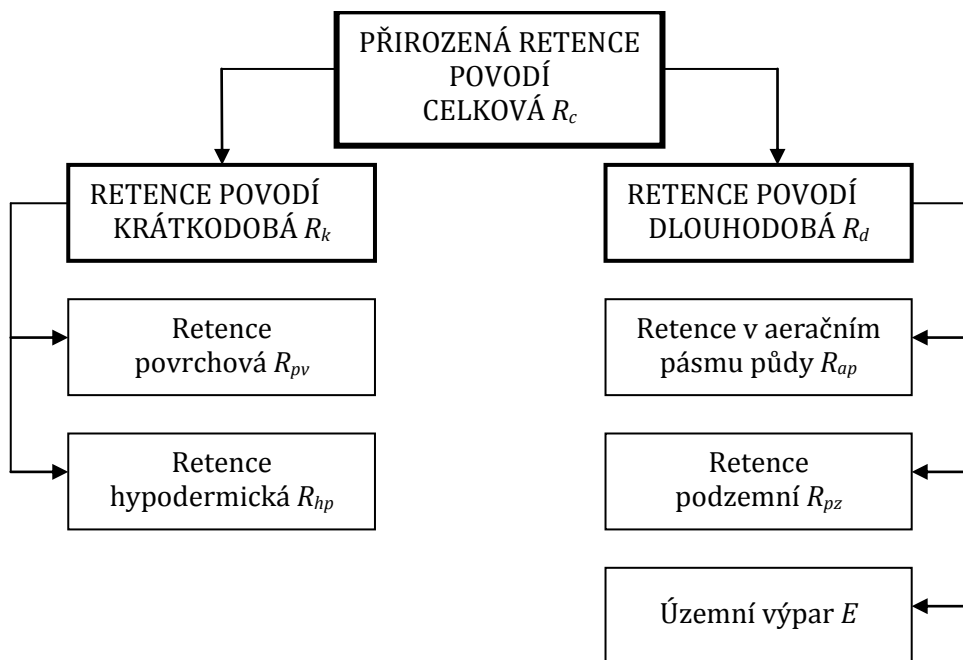 PŘIROZENÁ RETENCE
POVODÍ
CELKOVÁ Rc
RETENCE POVODÍ
KRÁTKODOBÁ Rk
RETENCE POVODÍ
DLOUHODOBÁ Rd
Retence
povrchová Rpv
Retence v aeračním
pásmu půdy Rap
Retence
hypodermická Rhp
Retence
podzemní Rpz
Územní výpar E